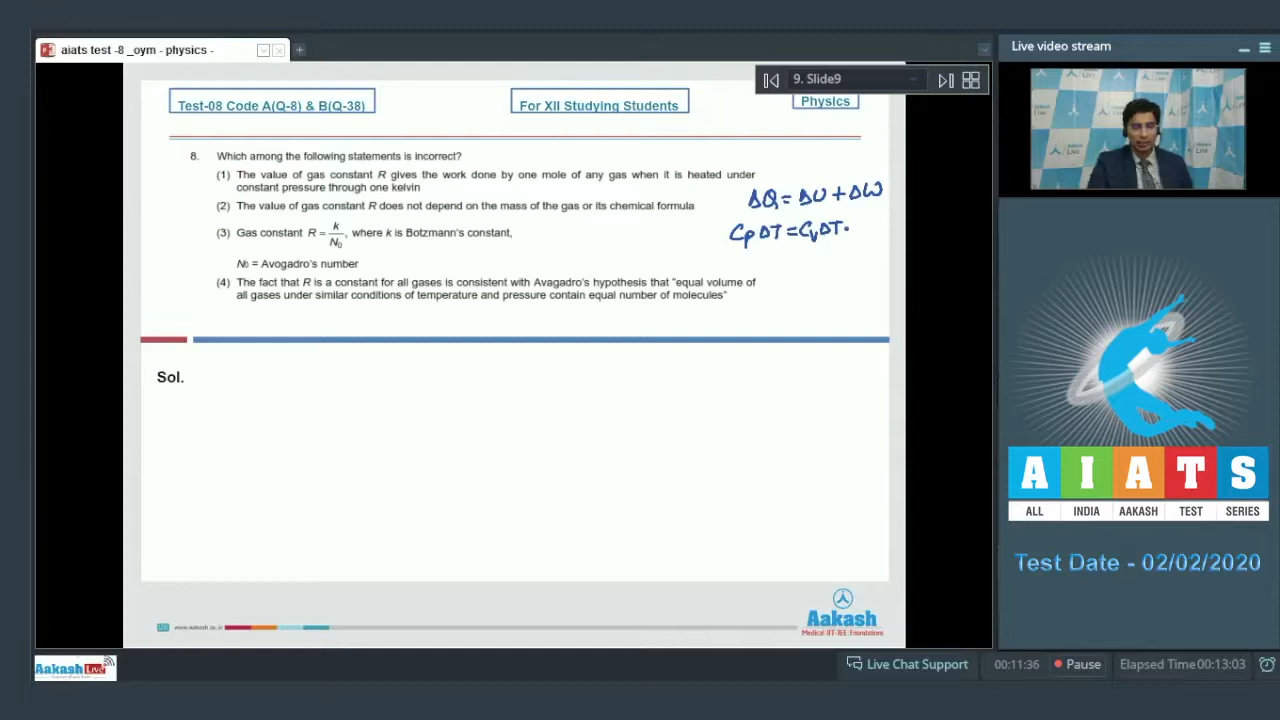 aiats test -8 _oym - physics -
Live video stream
9. Slide9
Test-08 Code A(Q-8) & B(Q-38)
For XII Studying Students
Physics
8. Which among the following statements is incorrect?
(1) The value of gas constant R gives the work done by one mole of any gas when it is heated under
constant pressure through one kelvin
(2) The value of gas constant R does not depend on the mass of the gas or its chemical formula
(3) Gas constant R = k/N₀, where k is Botzmann's constant,
N₀ = Avogadro's number
(4) The fact that R is a constant for all gases is consistent with Avagadro's hypothesis that "equal volume of
all gases under similar conditions of temperature and pressure contain equal number of molecules"
ΔQ = ΔU + ΔW
CpΔT = CvΔT
Sol.
www.aakash.ac.in
Aakash
Medical|IIT-JEE|Foundations
A I A T S
ALL INDIA AAKASH TEST SERIES
Test Date - 02/02/2020
Aakash Live
Live Chat Support
00:11:36
Pause
Elapsed Time 00:13:03